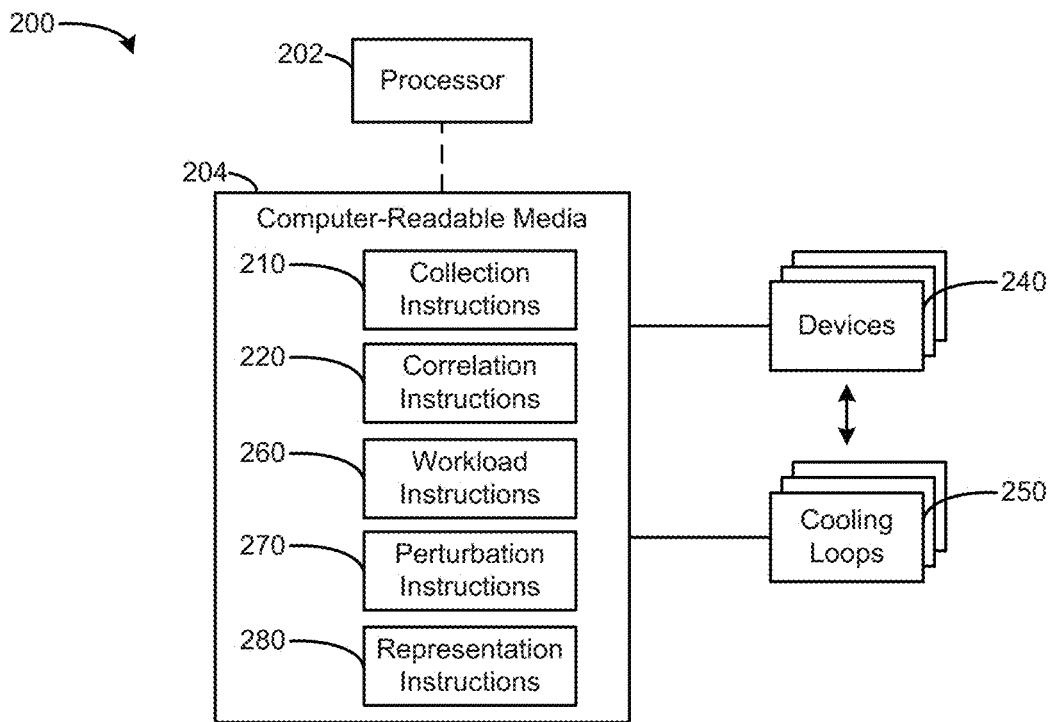 200
202
Processor
204
Computer-Readable Media
210
Collection
Instructions
220
Correlation
Instructions
260
Workload
Instructions
270
Perturbation
Instructions
280
Representation
Instructions
Devices
240
Cooling
Loops
250